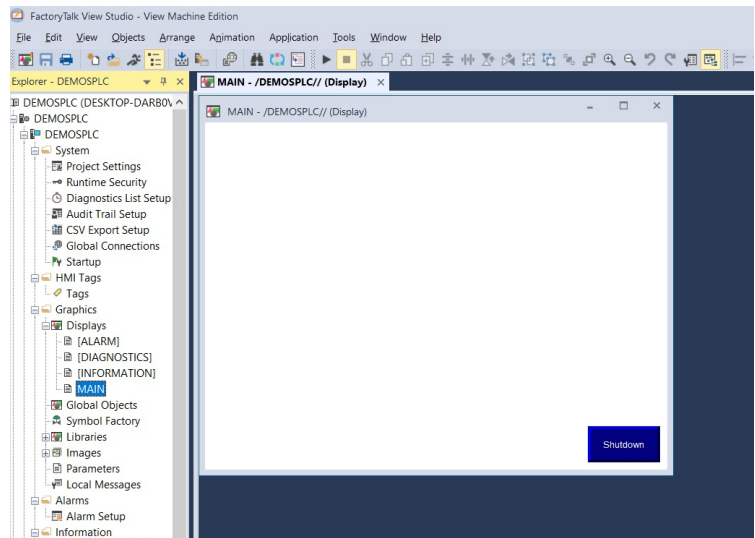 FactoryTalk View Studio - View Machine Edition
File Edit View Objects Arrange Animation Application Tools Window Help
Explorer - DEMOSPLC
MAIN - /DEMOSPLC// (Display)
MAIN - /DEMOSPLC// (Display)
DEMOSPLC
DEMOSPLC
System
Project Settings
Runtime Security
Diagnostics List Setup
Audit Trail Setup
CSV Export Setup
Global Connections
Startup
HMI Tags
Tags
Graphics
Displays
[ALARM]
[DIAGNOSTICS]
[INFORMATION]
MAIN
Global Objects
Symbol Factory
Libraries
Images
Parameters
Local Messages
Alarms
Alarm Setup
Information
Shutdown